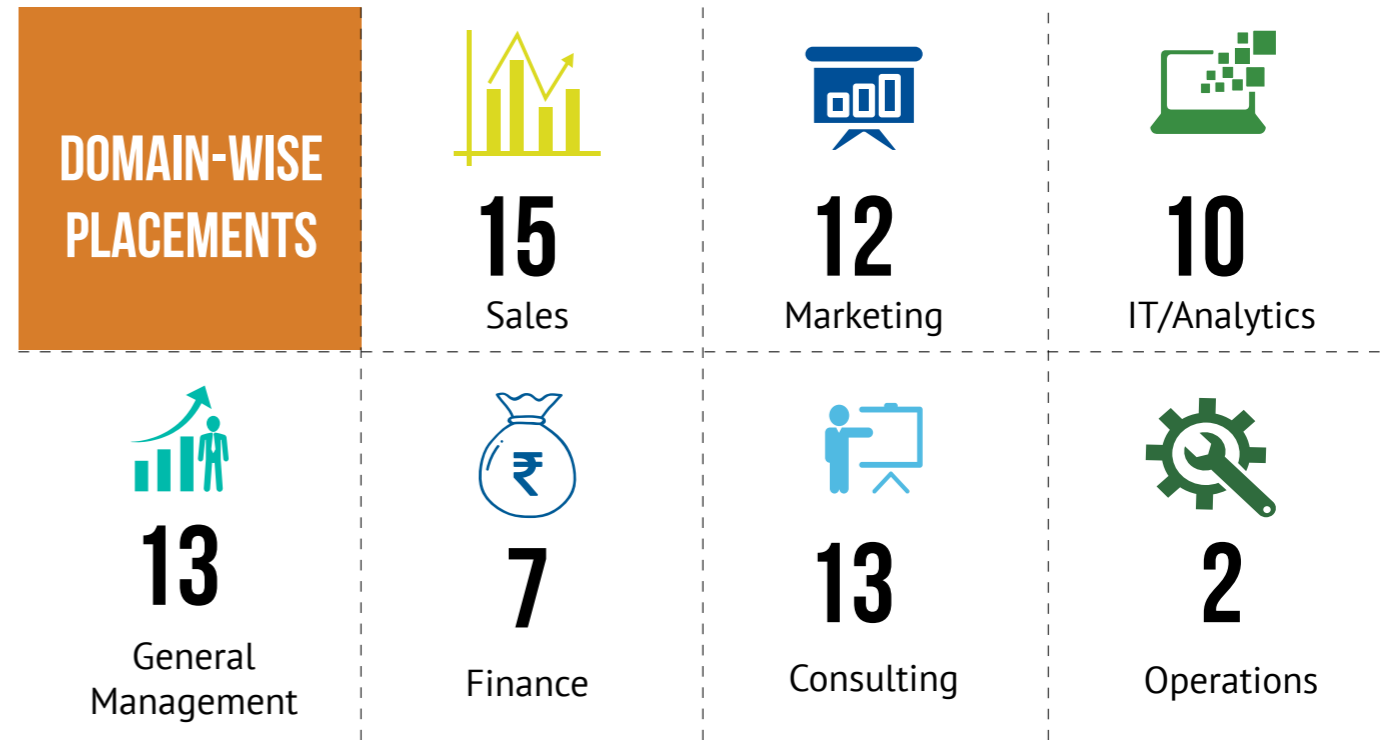 DOMAIN-WISE
PLACEMENTS
15
Sales
12
Marketing
10
IT/Analytics
13
General
Management
₹
7
Finance
13
Consulting
2
Operations